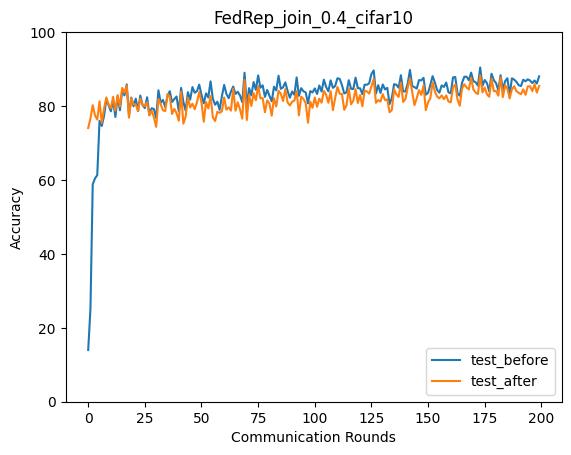 FedRep_join_0.4_cifar10
100
80
60
40
20
0
Accuracy
0 25 50 75 100 125 150 175 200
Communication Rounds
test_before
test_after